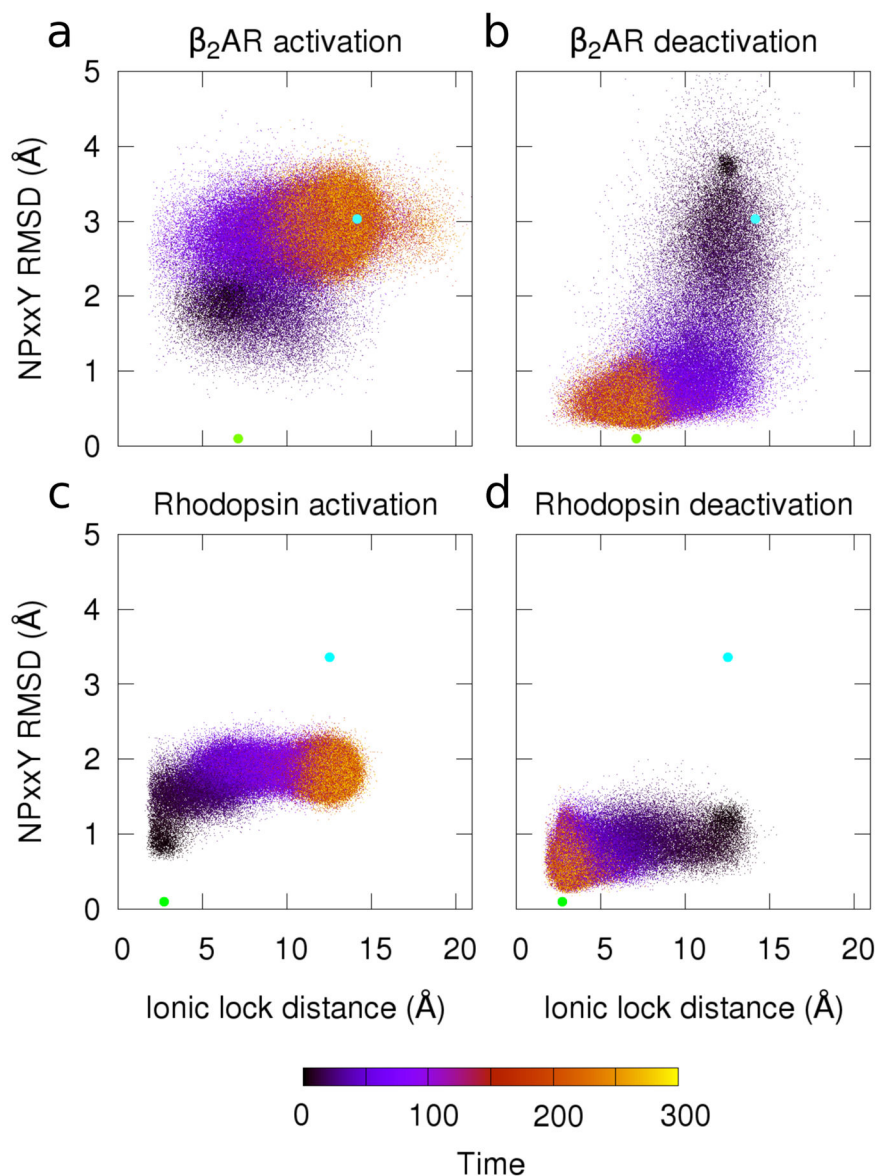 a
β₂AR activation
b
β₂AR deactivation
5
4
3
2
1
0
NPxxY RMSD (Å)
c
Rhodopsin activation
d
Rhodopsin deactivation
5
4
3
2
1
0
NPxxY RMSD (Å)
0 5 10 15 20
0 5 10 15 20
Ionic lock distance (Å)
Ionic lock distance (Å)
0 100 200 300
Time